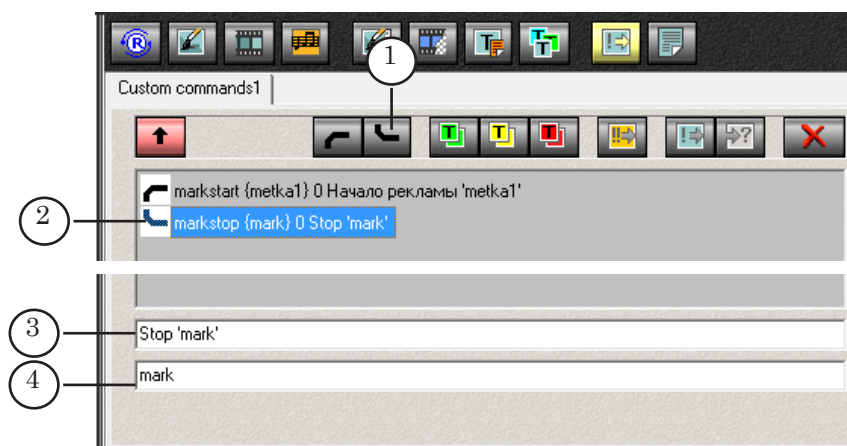 1
Custom commands1
markstart {metka1} 0 Начало рекламы 'metka1'
2
markstop {mark} 0 Stop 'mark'
3
Stop 'mark'
4
mark